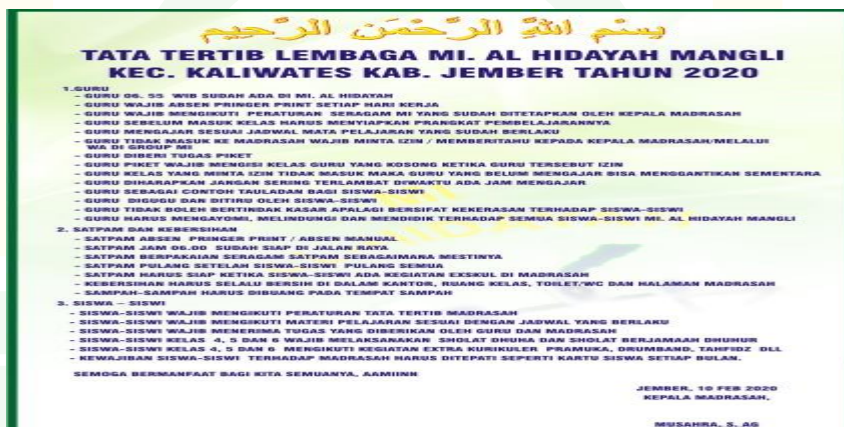 بسم الله الرحمن الرحيم
TATA TERTIB LEMBAGA MI. AL HIDAYAH MANGLI
KEC. KALIWATES KAB. JEMBER TAHUN 2020
1.GURU
- GURU 06. 55 WIB SUDAH ADA DI MI. AL HIDAYAH
- GURU WAJIB ABSEN PRINGER PRINT SETIAP HARI KERJA
- GURU WAJIB MENGIKUTI PERATURAN SERAGAM MI YANG SUDAH DITETAPKAN OLEH KEPALA MADRASAH
- GURU SEBELUM MASUK KELAS HARUS MENYIAPKAN PRANGKAT PEMBELAJARANNYA
- GURU MENGAJAR SESUAI JADWAL MATA PELAJARAN YANG SUDAH BERLAKU
- GURU TIDAK MASUK KE MADRASAH WAJIB MINTA IZIN / MEMBERITAHU KEPADA KEPALA MADRASAH/MELALUI
WA DI GROUP MI
- GURU DIBERI TUGAS PIKET
- GURU PIKET WAJIB MENGISI KELAS GURU YANG KOSONG KETIKA GURU TERSEBUT IZIN
- GURU KELAS YANG MINTA IZIN TIDAK MASUK MAKA GURU YANG BELUM MENGAJAR BISA MENGGANTIKAN SEMENTARA
- GURU DIHARAPKAN JANGAN SERING TERLAMBAT DIWAKTU ADA JAM MENGAJAR
- GURU SEBAGAI CONTOH TAULADAN BAGI SISWA-SISWI
- GURU DIGUGU DAN DITIRU OLEH SISWA-SISWI
- GURU TIDAK BOLEH BERTINDAK KASAR APALAGI BERSIFAT KEKERASAN TERHADAP SISWA-SISWI
- GURU HARUS MENGAYOMI, MELINDUNGI DAN MENDIDIK TERHADAP SEMUA SISWA-SISWI MI. AL HIDAYAH MANGLI
2. SATPAM DAN KEBERSIHAN
- SATPAM ABSEN PRINGER PRINT / ABSEN MANUAL
- SATPAM JAM 06.00 SUDAH SIAP DI JALAN RAYA
- SATPAM BERPAKAIAN SERAGAM SATPAM SEBAGAIMANA MESTINYA
- SATPAM PULANG SETELAH SISWA-SISWI PULANG SEMUA
- SATPAM HARUS SIAP KETIKA SISWA-SISWI ADA KEGIATAN EXSKUL DI MADRASAH
- KEBERSIHAN HARUS SELALU BERSIH DI DALAM KANTOR, RUANG KELAS, TOILET/WC DAN HALAMAN MADRASAH
- SAMPAH-SAMPAH HARUS DIBUANG PADA TEMPAT SAMPAH
3. SISWA – SISWI
- SISWA-SISWI WAJIB MENGIKUTI PERATURAN TATA TERTIB MADRASAH
- SISWA-SISWI WAJIB MENGIKUTI MATERI PELAJARAN SESUAI DENGAN JADWAL YANG BERLAKU
- SISWA-SISWI WAJIB MENERIMA TUGAS YANG DIBERIKAN OLEH GURU DAN MADRASAH
- SISWA-SISWI KELAS 4, 5 DAN 6 WAJIB MELAKSANAKAN SHOLAT DHUHA DAN SHOLAT BERJAMAAH DHUHUR
- SISWA-SISWI KELAS 4, 5 DAN 6 MENGIKUTI KEGIATAN EXTRA KURIKULER PRAMUKA, DRUMBAND, TAHFIDZ DLL
- KEWAJIBAN SISWA-SISWI TERHADAP MADRASAH HARUS DITEPATI SEPERTI KARTU SISWA SETIAP BULAN.
SEMOGA BERMANFAAT BAGI KITA SEMUANYA, AAMIINN
JEMBER, 10 FEB 2020
KEPALA MADRASAH,
MUSAHRA, S. AG